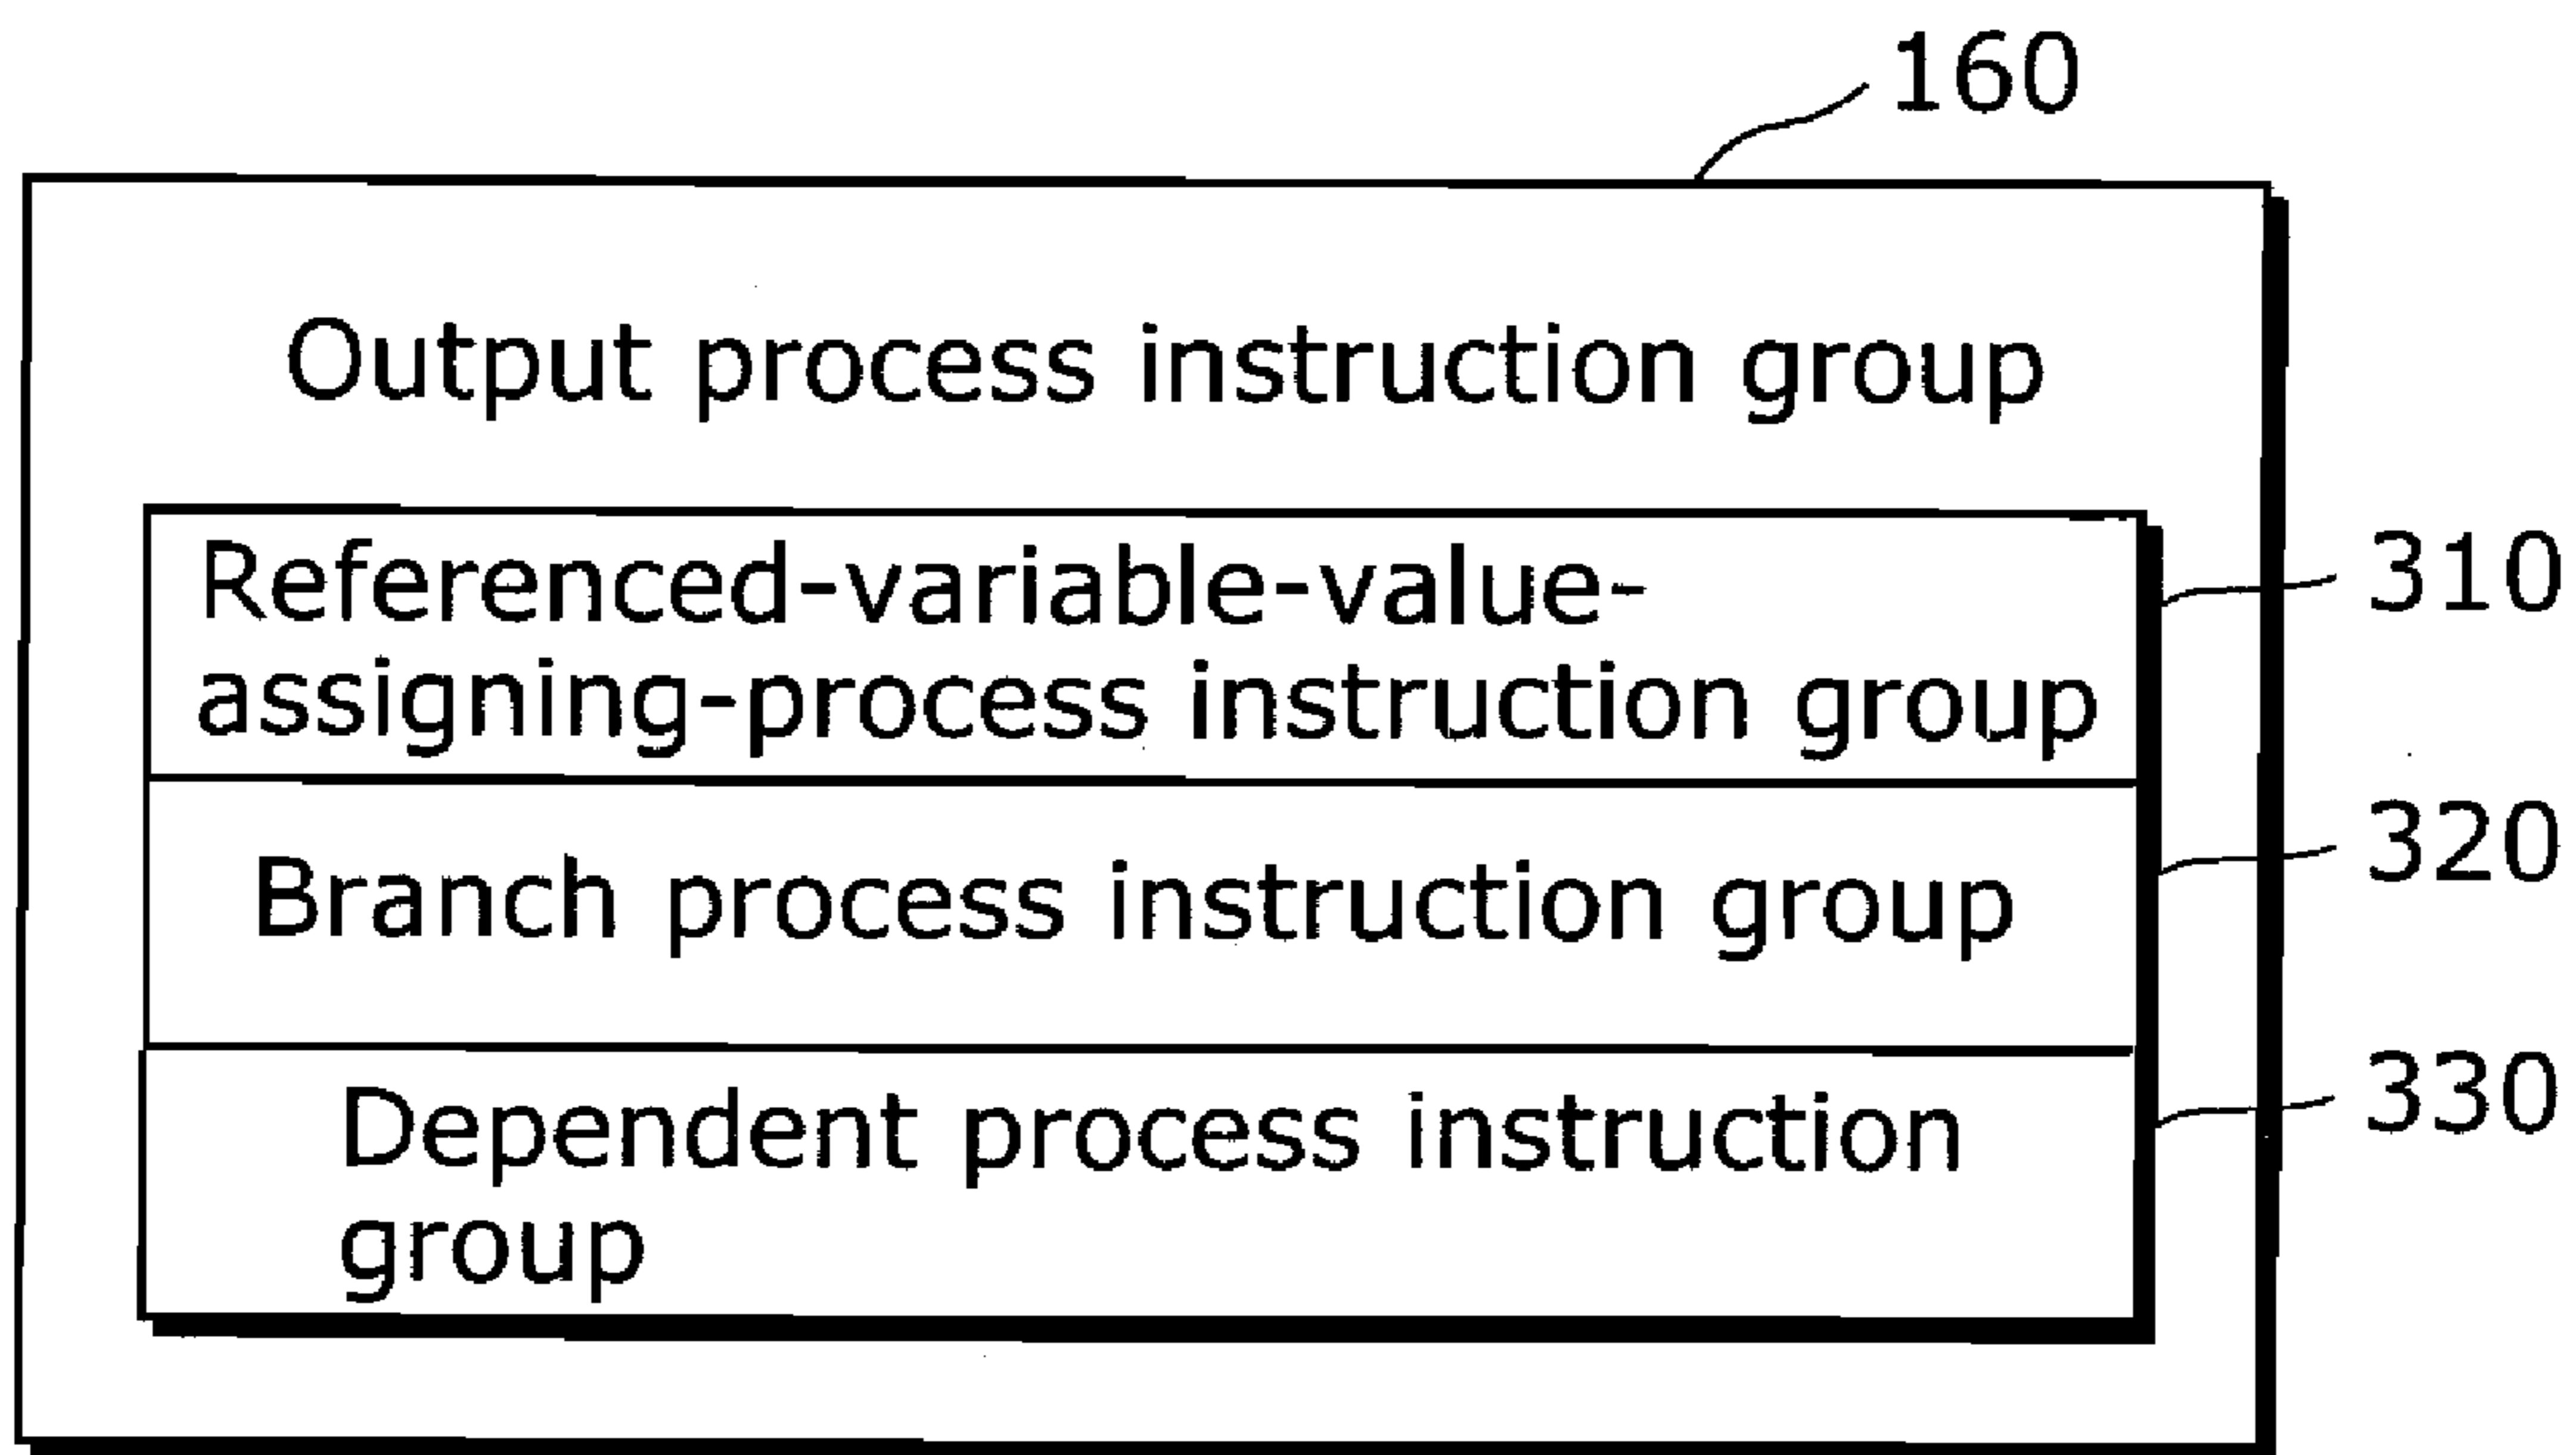 160
Output process instruction group
Referenced-variable-value-
assigning-process instruction group
310
Branch process instruction group
320
Dependent process instruction
group
330